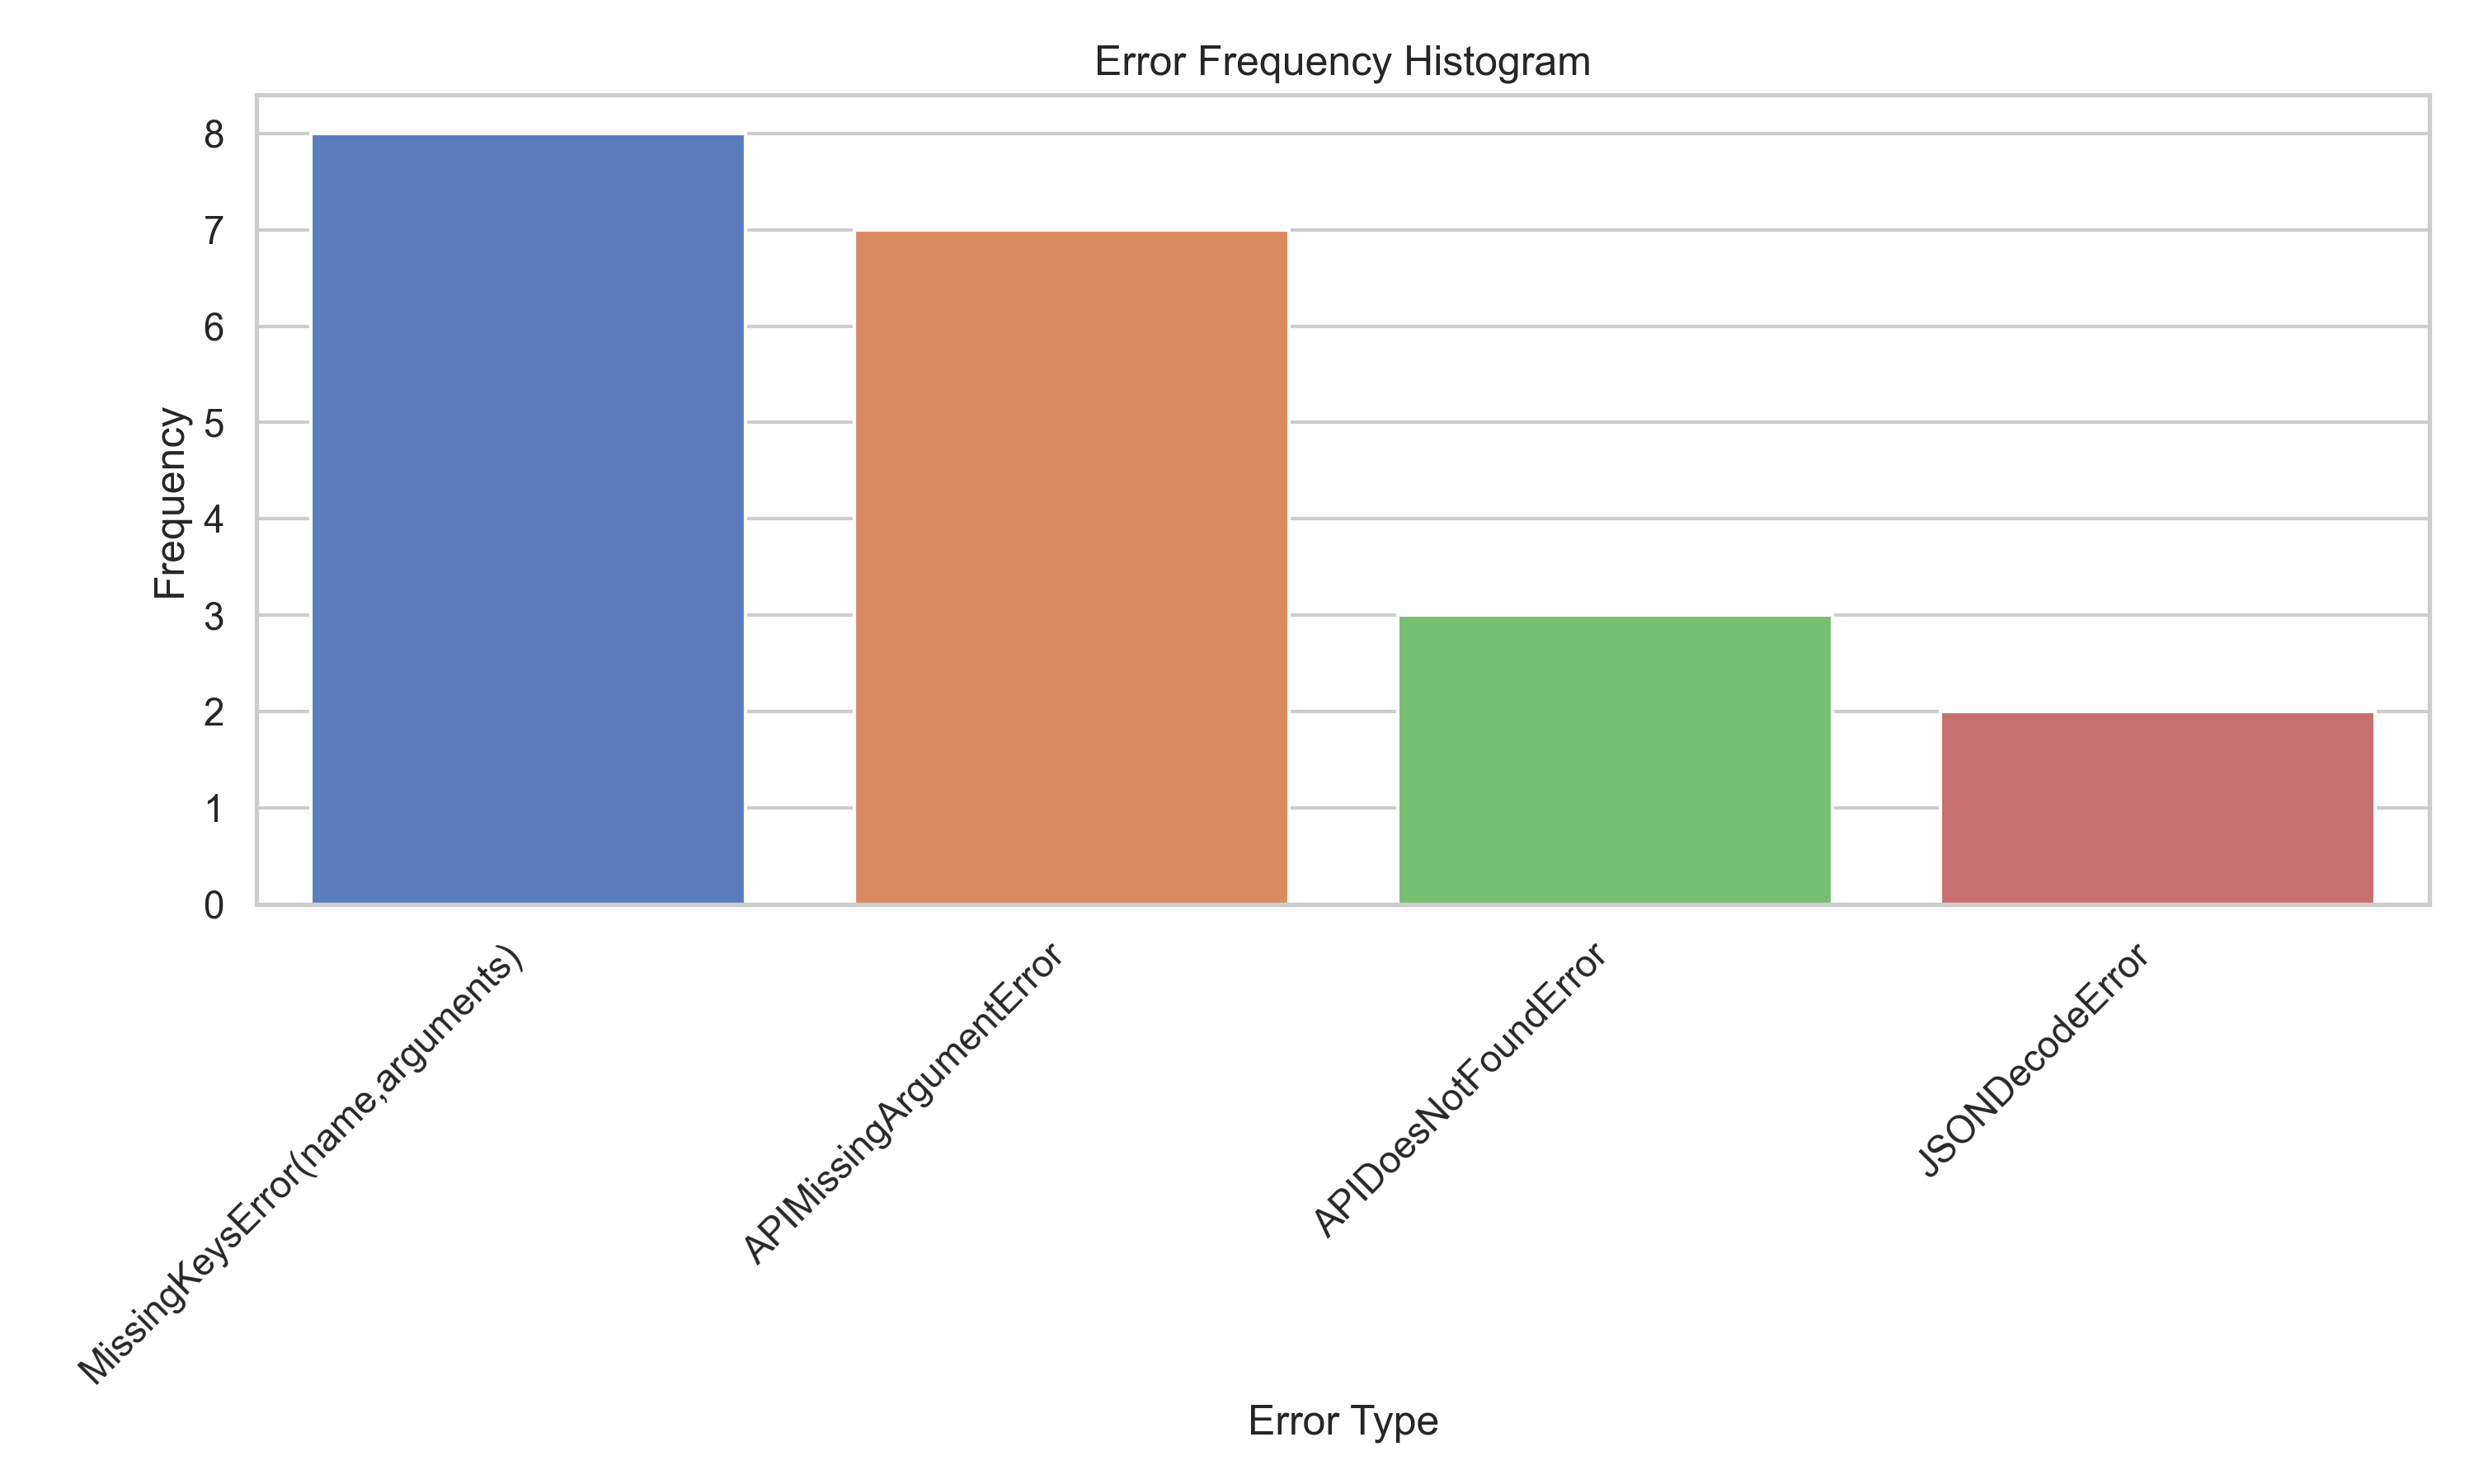 Error Frequency Histogram
Frequency
8
7
6
5
4
3
2
1
0
MissingKeysError(name,arguments)
APIMissingArgumentError
APIDoesNotFoundError
JSONDecodeError
Error Type